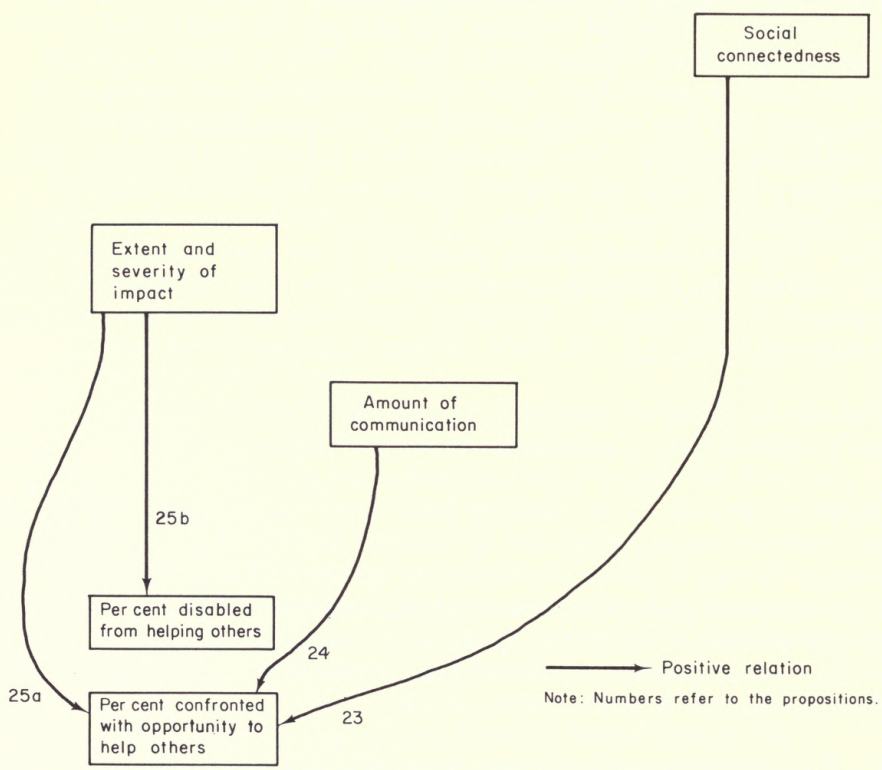 Social
connectedness
Extent and
severity of
impact
Amount of
communication
25b
Per cent disabled
from helping others
24
25a
Per cent confronted
with opportunity to
help others
23
Positive relation
Note: Numbers refer to the propositions.